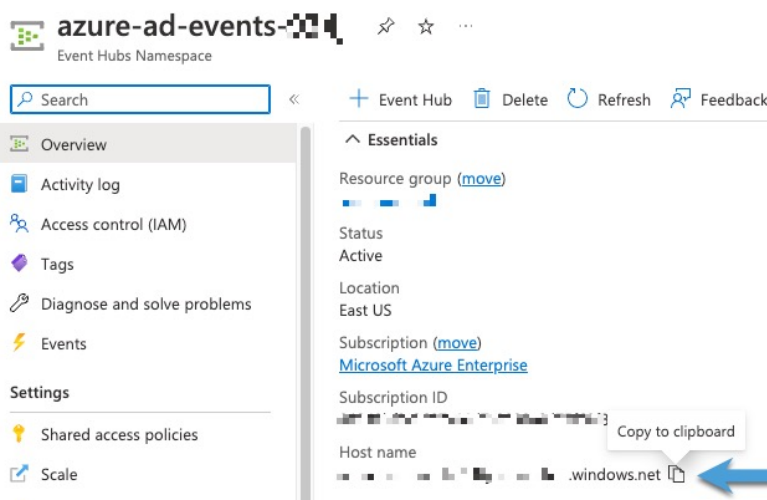 azure-ad-events-
Event Hubs Namespace
Search
«
Event Hub
Delete
Refresh
Feedback
Overview
Essentials
Activity log
Resource group (move)
Access control (IAM)
Status
Active
Tags
Location
Diagnose and solve problems
East US
Events
Subscription (move)
Microsoft Azure Enterprise
Settings
Subscription ID
Shared access policies
Copy to clipboard
Host name
Scale
.windows.net